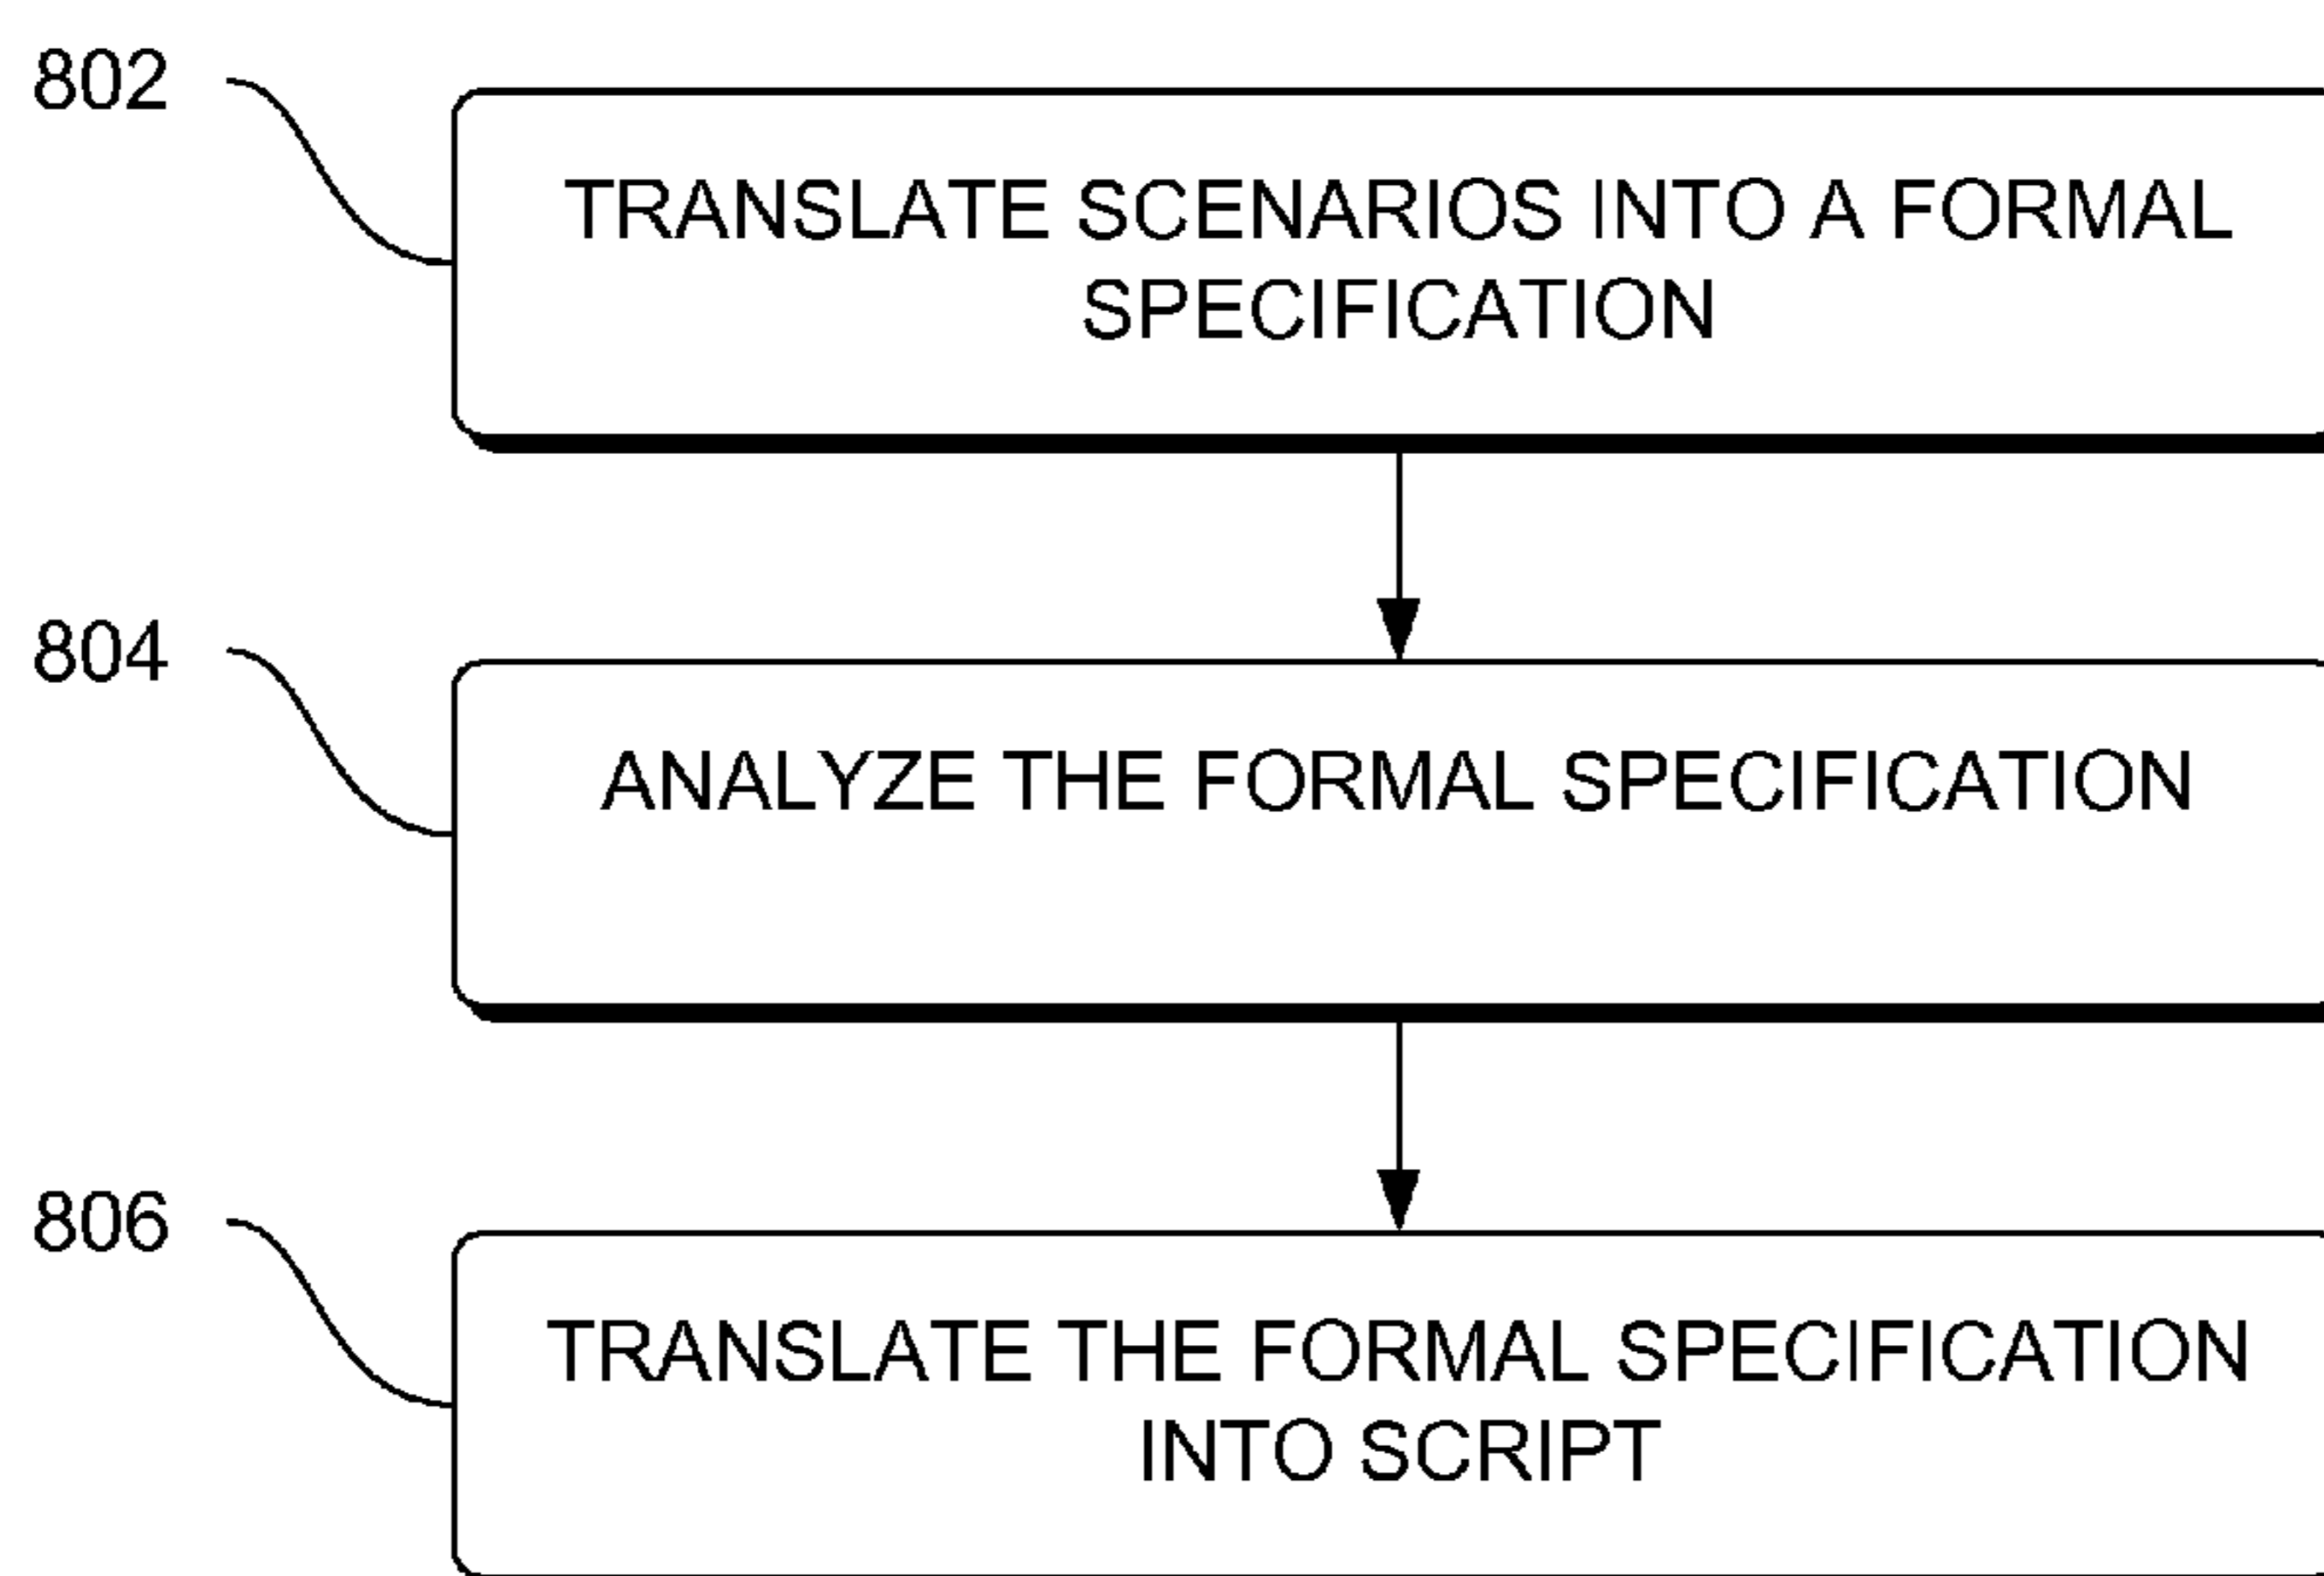 802
TRANSLATE SCENARIOS INTO A FORMAL
SPECIFICATION
804
ANALYZE THE FORMAL SPECIFICATION
806
TRANSLATE THE FORMAL SPECIFICATION
INTO SCRIPT